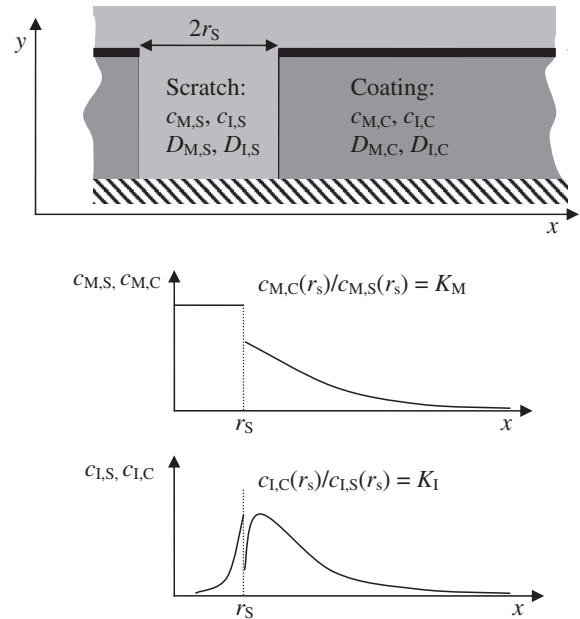 2rS
y
Scratch:
cM,S, cI,S
DM,S, DI,S
Coating:
cM,C, cI,C
DM,C, DI,C
x
cM,S, cM,C
cM,C(rs)/cM,S(rs) = KM
rS
x
cI,S, cI,C
cI,C(rs)/cI,S(rs) = KI
rS
x